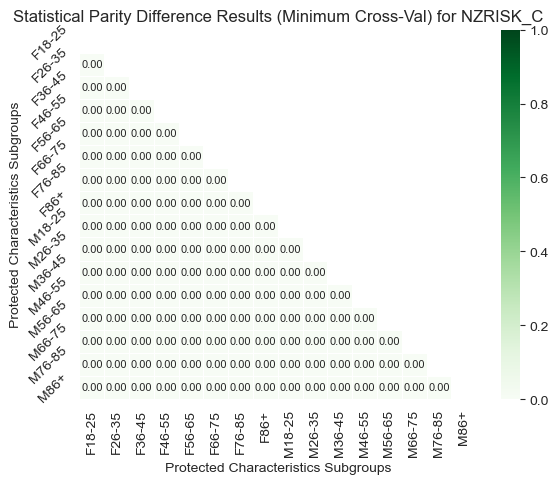 Statistical Parity Difference Results (Minimum Cross-Val) for NZRISK_C
Protected Characteristics Subgroups
F18-25
F26-35 0.00
F36-45 0.00 0.00
F46-55 0.00 0.00 0.00
F56-65 0.00 0.00 0.00 0.00
F66-75 0.00 0.00 0.00 0.00 0.00
F76-85 0.00 0.00 0.00 0.00 0.00 0.00
F86+ 0.00 0.00 0.00 0.00 0.00 0.00 0.00
M18-25 0.00 0.00 0.00 0.00 0.00 0.00 0.00 0.00
M26-35 0.00 0.00 0.00 0.00 0.00 0.00 0.00 0.00 0.00
M36-45 0.00 0.00 0.00 0.00 0.00 0.00 0.00 0.00 0.00 0.00
M46-55 0.00 0.00 0.00 0.00 0.00 0.00 0.00 0.00 0.00 0.00 0.00
M56-65 0.00 0.00 0.00 0.00 0.00 0.00 0.00 0.00 0.00 0.00 0.00 0.00
M66-75 0.00 0.00 0.00 0.00 0.00 0.00 0.00 0.00 0.00 0.00 0.00 0.00 0.00
M76-85 0.00 0.00 0.00 0.00 0.00 0.00 0.00 0.00 0.00 0.00 0.00 0.00 0.00 0.00
M86+ 0.00 0.00 0.00 0.00 0.00 0.00 0.00 0.00 0.00 0.00 0.00 0.00 0.00 0.00 0.00
F18-25 F26-35 F36-45 F46-55 F56-65 F66-75 F76-85 F86+ M18-25 M26-35 M36-45 M46-55 M56-65 M66-75 M76-85 M86+
Protected Characteristics Subgroups
1.0
0.8
0.6
0.4
0.2
0.0